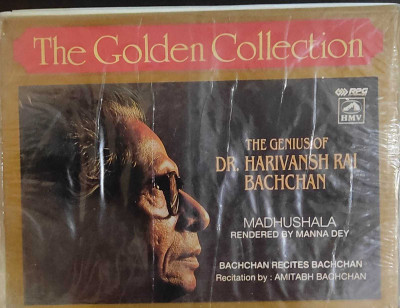 The Golden Collection
RPG
HMV
THE GENIUS OF
DR. HARIVANSH RAI
BACHCHAN
MADHUSHALA
RENDERED BY MANNA DEY
BACHCHAN RECITES BACHCHAN
Recitation by : AMITABH BACHCHAN